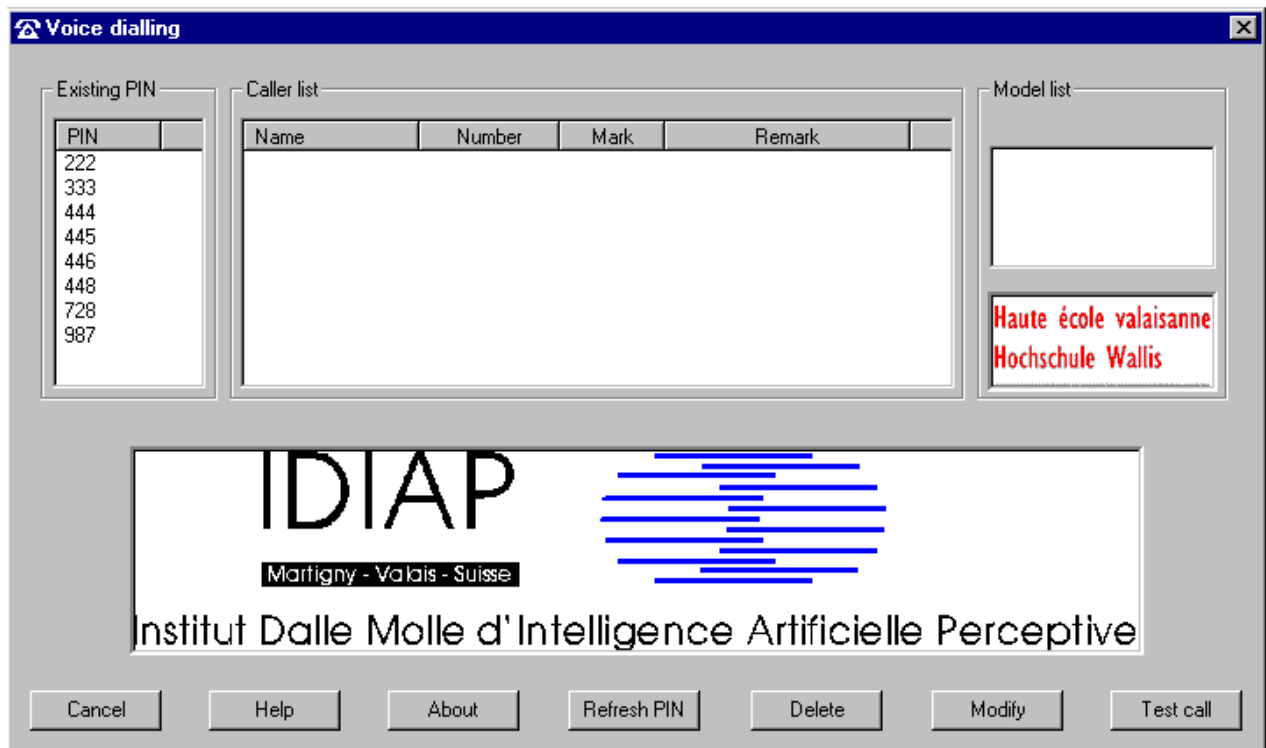 Voice dialling
Existing PIN
Caller list
Model list
PIN
Name Number Mark Remark
222
333
444
445
446
448
728
987
Haute école valaisanne
Hochschule Wallis
IDIAP
Martigny - Valais - Suisse
Institut Dalle Molle d'Intelligence Artificielle Perceptive
Cancel Help About Refresh PIN Delete Modify Test call